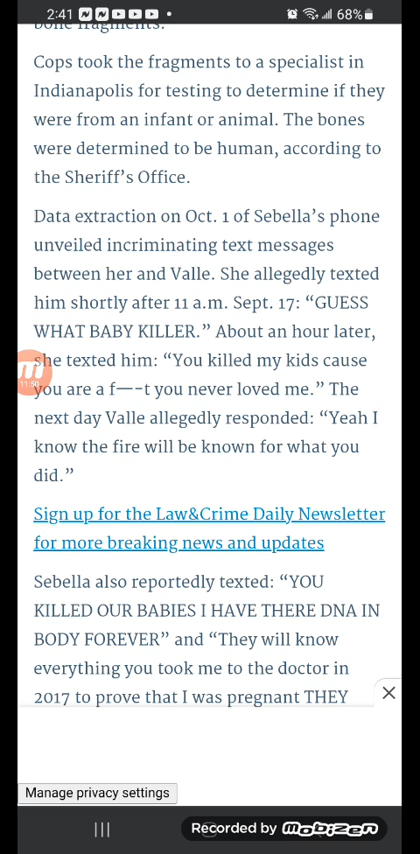 2:41
68%
bone fragments.
Cops took the fragments to a specialist in
Indianapolis for testing to determine if they
were from an infant or animal. The bones
were determined to be human, according to
the Sheriff’s Office.
Data extraction on Oct. 1 of Sebella’s phone
unveiled incriminating text messages
between her and Valle. She allegedly texted
him shortly after 11 a.m. Sept. 17: “GUESS
WHAT BABY KILLER.” About an hour later,
she texted him: “You killed my kids cause
you are a f—-t you never loved me.” The
next day Valle allegedly responded: “Yeah I
know the fire will be known for what you
did.”
11:50
Sign up for the Law&Crime Daily Newsletter
for more breaking news and updates
Sebella also reportedly texted: “YOU
KILLED OUR BABIES I HAVE THERE DNA IN
BODY FOREVER” and “They will know
everything you took me to the doctor in
2017 to prove that I was pregnant THEY
Manage privacy settings
Recorded by mobizen